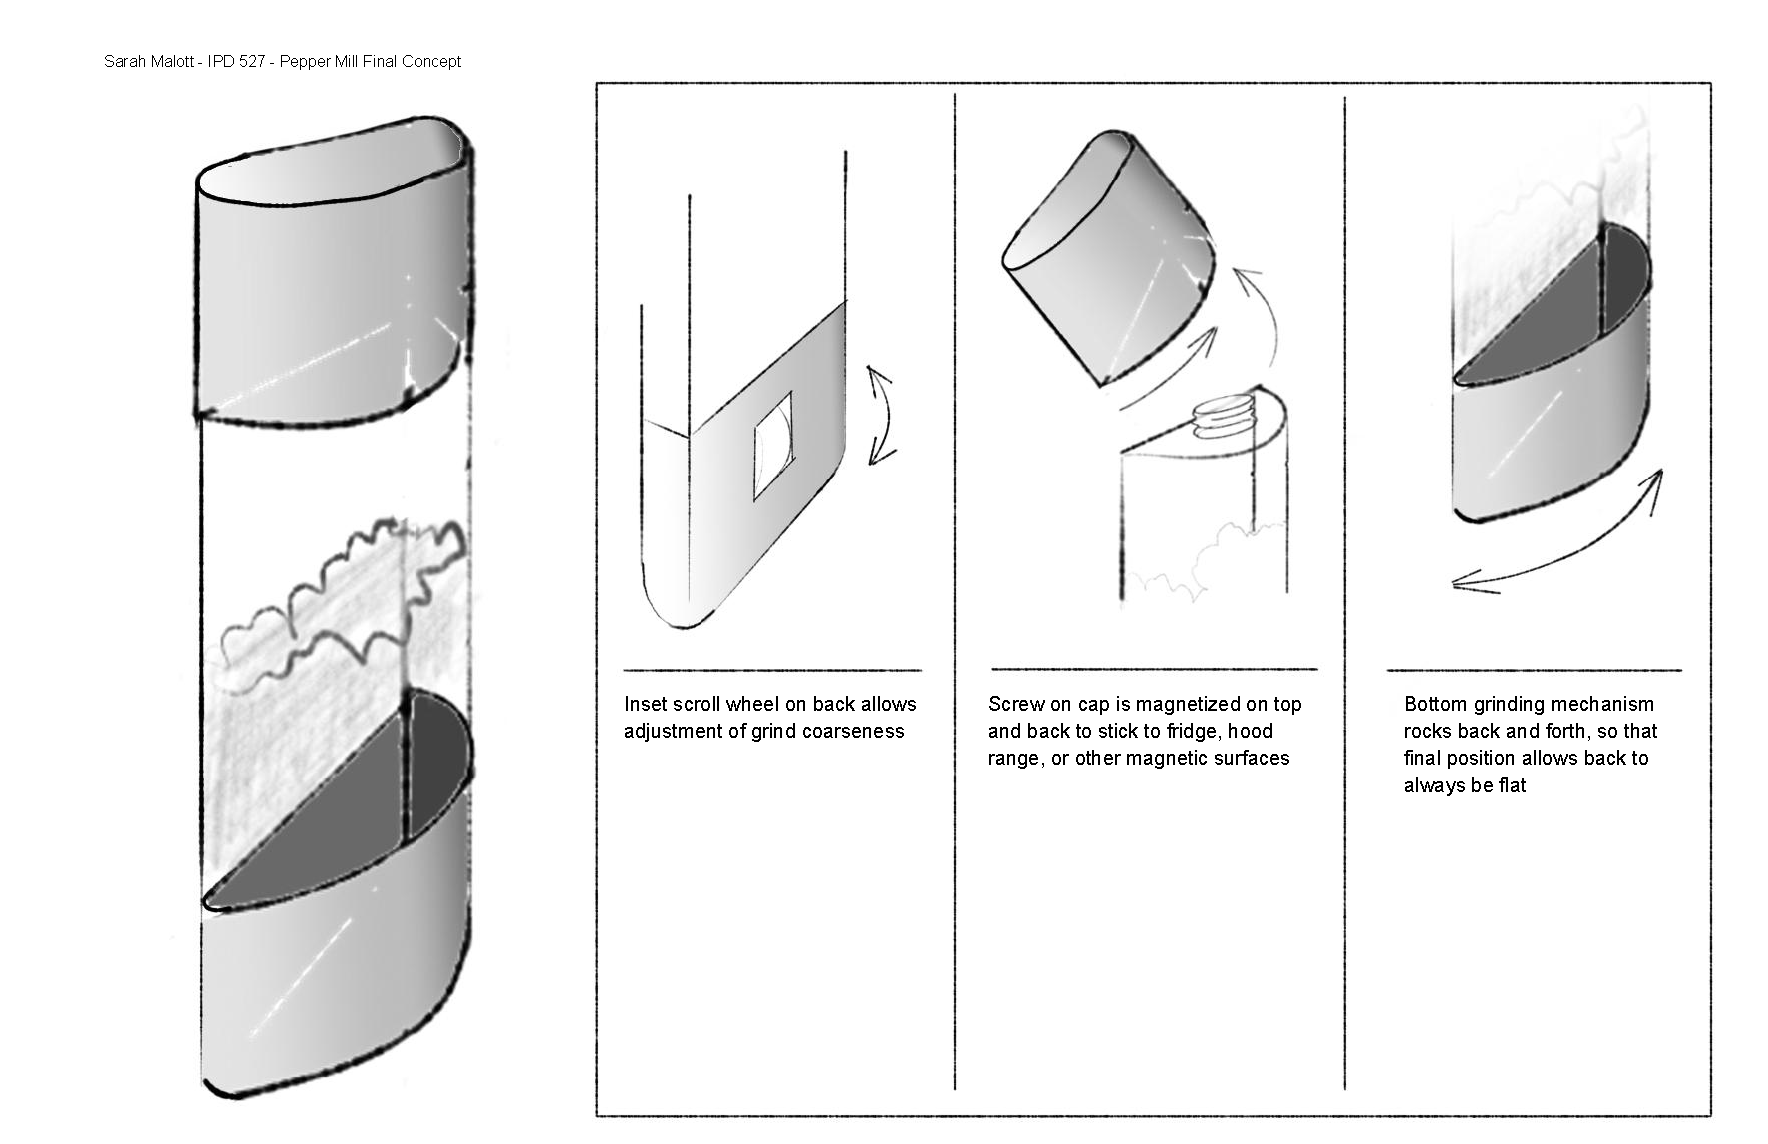 Sarah Malott - IPD 527 - Pepper Mill Final Concept
Inset scroll wheel on back allows
adjustment of grind coarseness
Screw on cap is magnetized on top
and back to stick to fridge, hood
range, or other magnetic surfaces
Bottom grinding mechanism
rocks back and forth, so that
final position allows back to
always be flat